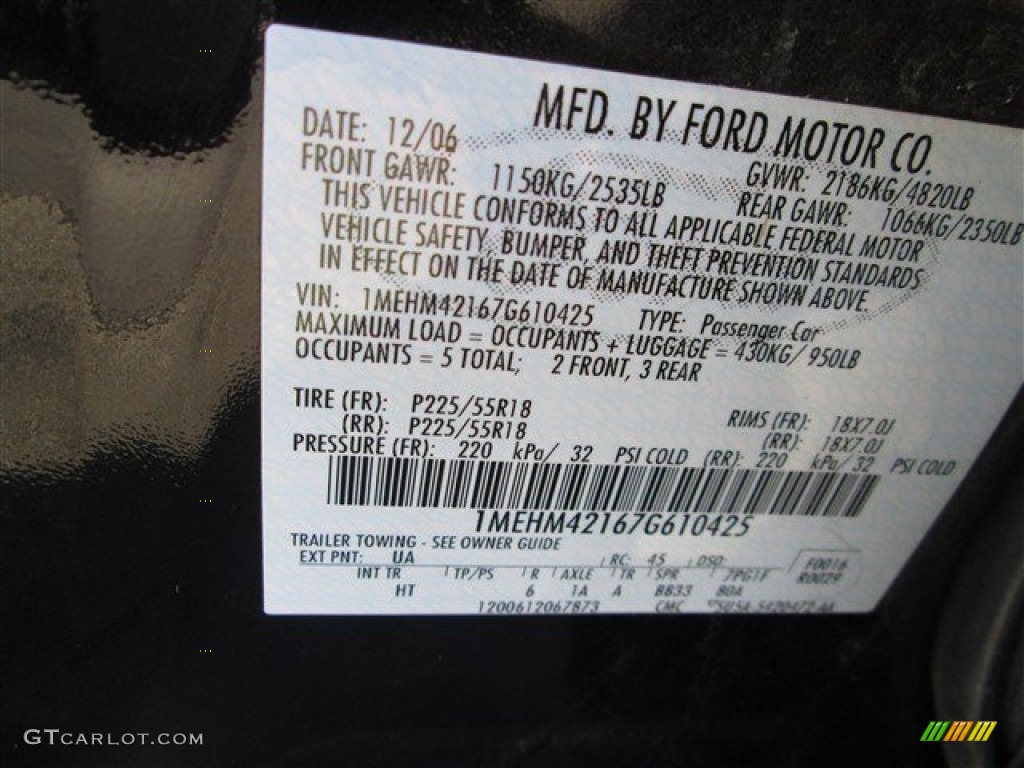 MFD. BY FORD MOTOR CO.
DATE: 12/06 GVWR: 2186KG/4820LB
FRONT GAWR: 1150KG/2535LB REAR GAWR: 1066KG/2350LB
THIS VEHICLE CONFORMS TO ALL APPLICABLE FEDERAL MOTOR
VEHICLE SAFETY, BUMPER, AND THEFT PREVENTION STANDARDS
IN EFFECT ON THE DATE OF MANUFACTURE SHOWN ABOVE.
VIN: 1MEHM42167G610425 TYPE: Passenger Car
MAXIMUM LOAD = OCCUPANTS + LUGGAGE = 430KG/950LB
OCCUPANTS = 5 TOTAL; 2 FRONT, 3 REAR
TIRE (FR): P225/55R18 RIMS (FR): 18X7.0J
(RR): P225/55R18 (RR): 18X7.0J
PRESSURE (FR): 220 kPa/ 32 PSI COLD (RR): 220 kPa/ 32 PSI COLD
1MEHM42167G610425
TRAILER TOWING - SEE OWNER GUIDE
EXT PNT: UA RC: 45 DSO: F0016
INT TR TP/PS R AXLE TR SPR 7PG1F R0029
HT 6 1A A BB33 80A
1200612067873 CMC
GTCARLOT.COM